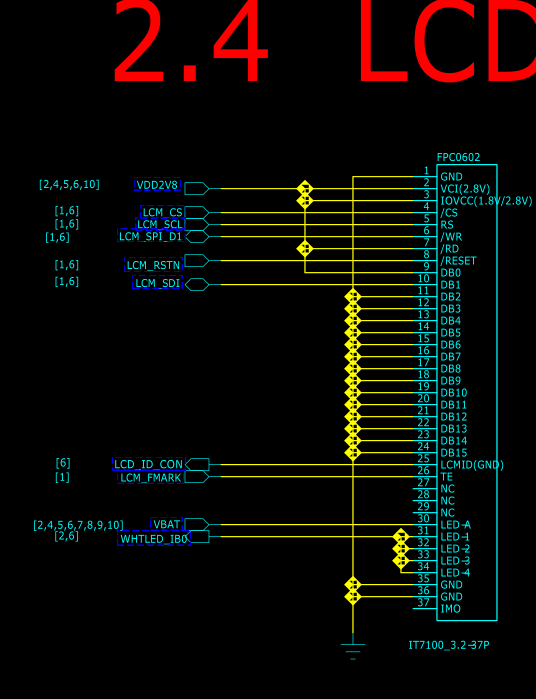 2.4 LCD
FPC0602
1 GND
[2,4,5,6,10] VDD2V8 2 VCI(2.8V)
3 IOVCC(1.8V/2.8V)
[1,6] LCM_CS 4 /CS
[1,6] LCM_SCL 5 RS
[1,6] LCM_SPI_D1 6 /WR
7 /RD
[1,6] LCM_RSTN 8 /RESET
9 DB0
[1,6] LCM_SDI 10 DB1
11 DB2
12 DB3
13 DB4
14 DB5
15 DB6
16 DB7
17 DB8
18 DB9
19 DB10
20 DB11
21 DB12
22 DB13
23 DB14
24 DB15
[6] LCD_ID_CON 25 LCMID(GND)
[1] LCM_FMARK 26 TE
27 NC
28 NC
29 NC
[2,4,5,6,7,8,9,10] VBAT 30 LED-A
[2,6] WHTLED_IB0 31 LED-1
32 LED-2
33 LED-3
34 LED-4
35 GND
36 GND
37 IMO
IT7100_3.2-37P